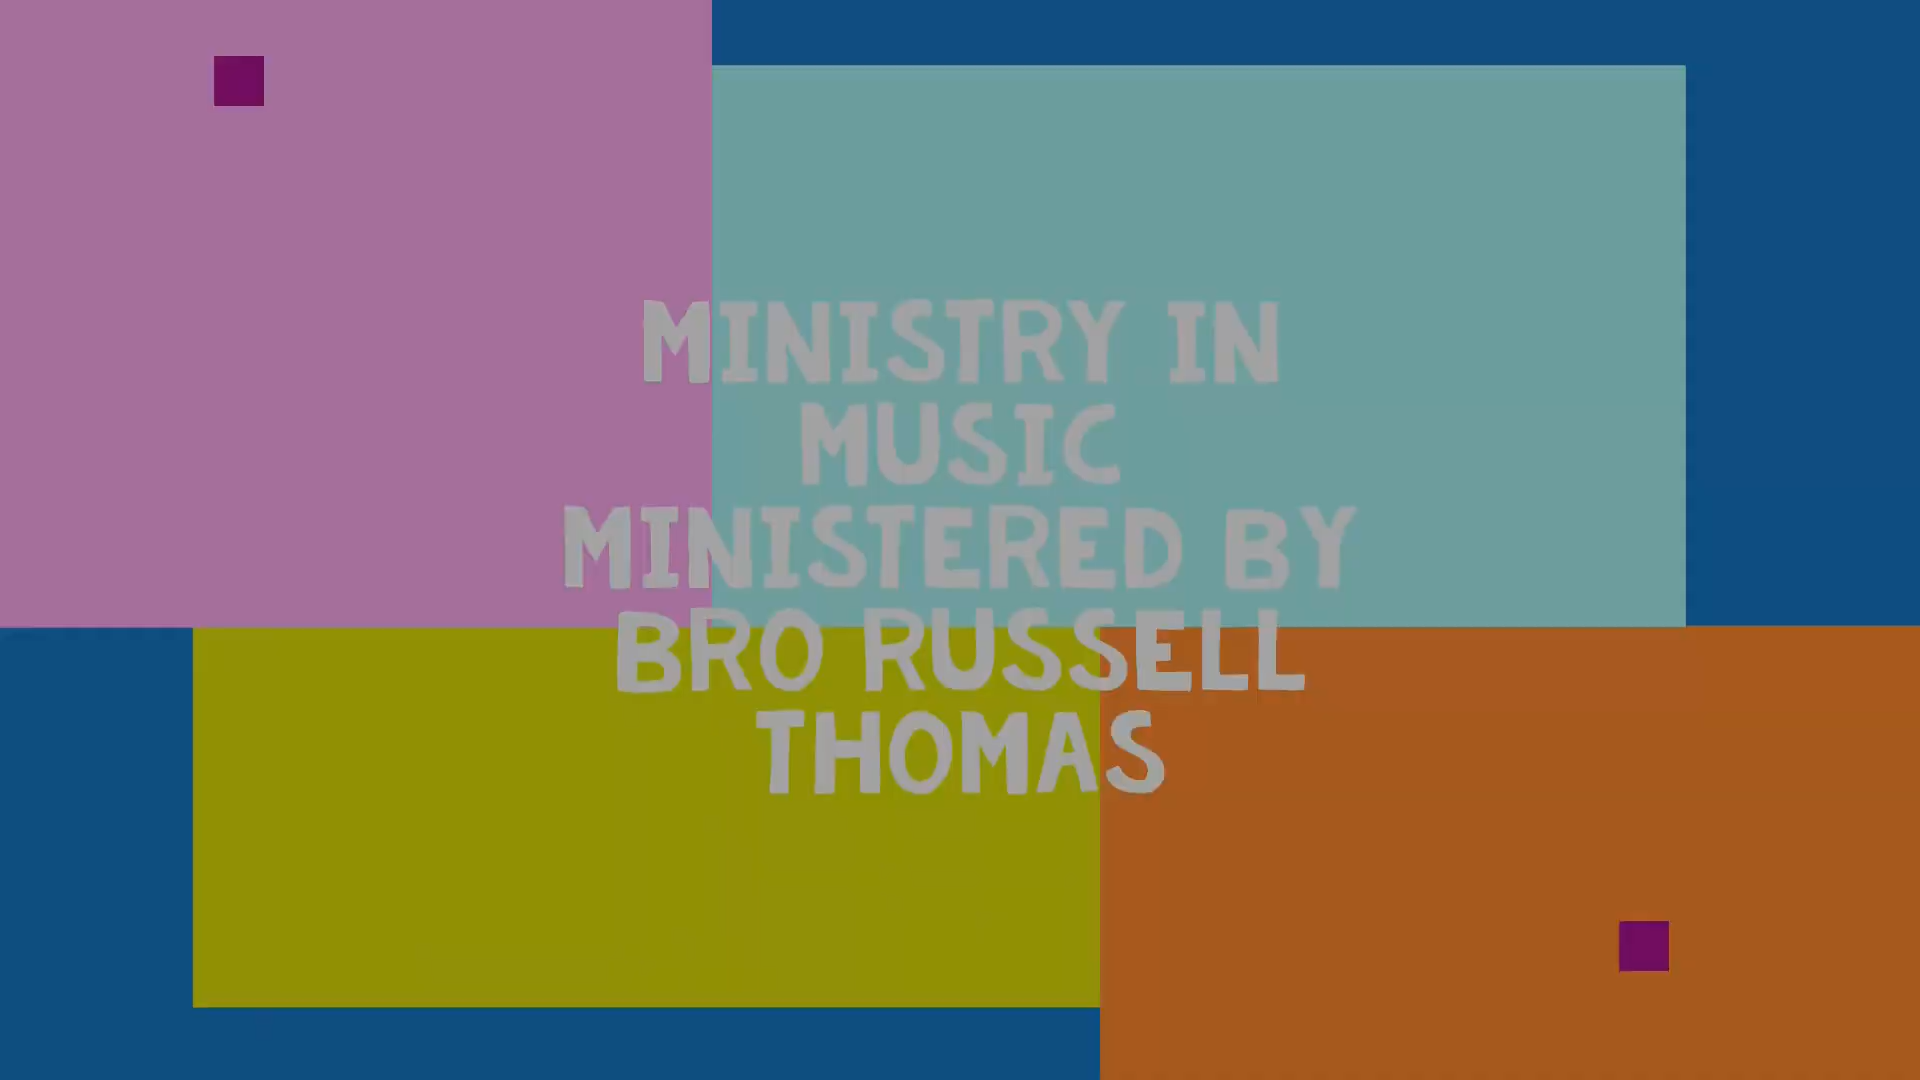 MINISTRY IN
MUSIC
MINISTERED BY
BRO RUSSELL
THOMAS